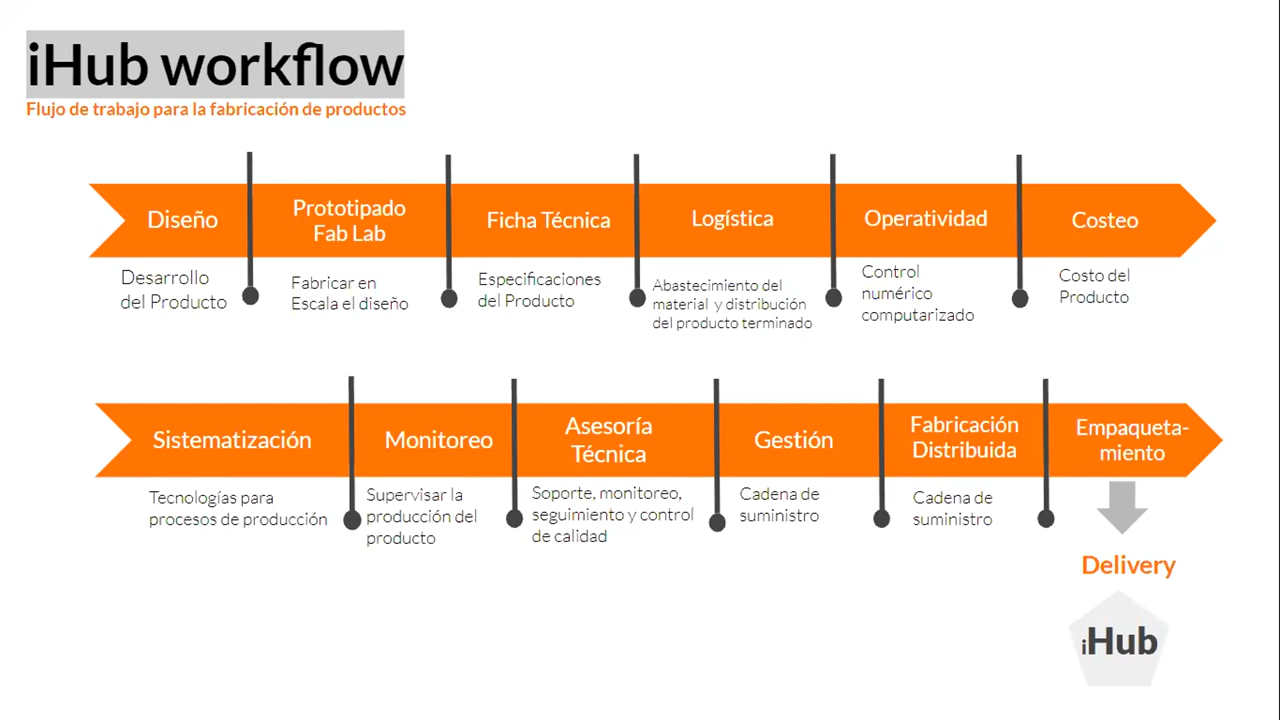 iHub workflow
Flujo de trabajo para la fabricación de productos
Diseño
Prototipado
Fab Lab
Ficha Técnica
Logística
Operatividad
Costeo
Desarrollo
del Producto
Fabricar en
Escala el diseño
Especificaciones
del Producto
Abastecimiento del
material y distribución
del producto terminado
Control
numérico
computarizado
Costo del
Producto
Sistematización
Monitoreo
Asesoría
Técnica
Gestión
Fabricación
Distribuida
Empaqueta-
miento
Tecnologías para
procesos de producción
Supervisar la
producción del
producto
Soporte, monitoreo,
seguimiento y control
de calidad
Cadena de
suministro
Cadena de
suministro
Delivery
iHub